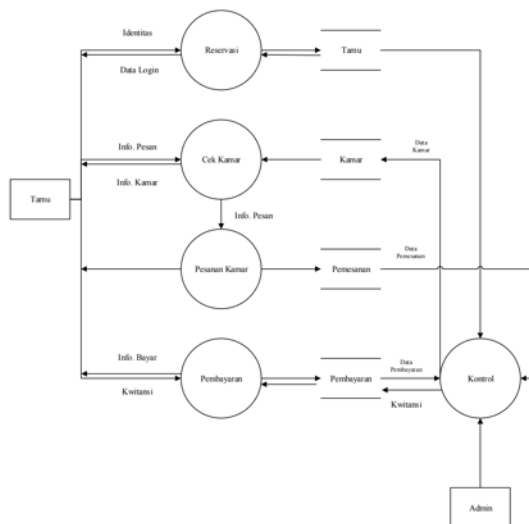 Identitas
Reservasi
Tamu
Data Login
Info. Pesan
Cek Kamar
Kamar
Data
Kamar
Info. Kamar
Tamu
Info. Pesan
Pesanan Kamar
Pemesanan
Data
Pemesanan
Info. Bayar
Pembayaran
Pembayaran
Data
Pembayaran
Kontrol
Kwitansi
Kwitansi
Admin